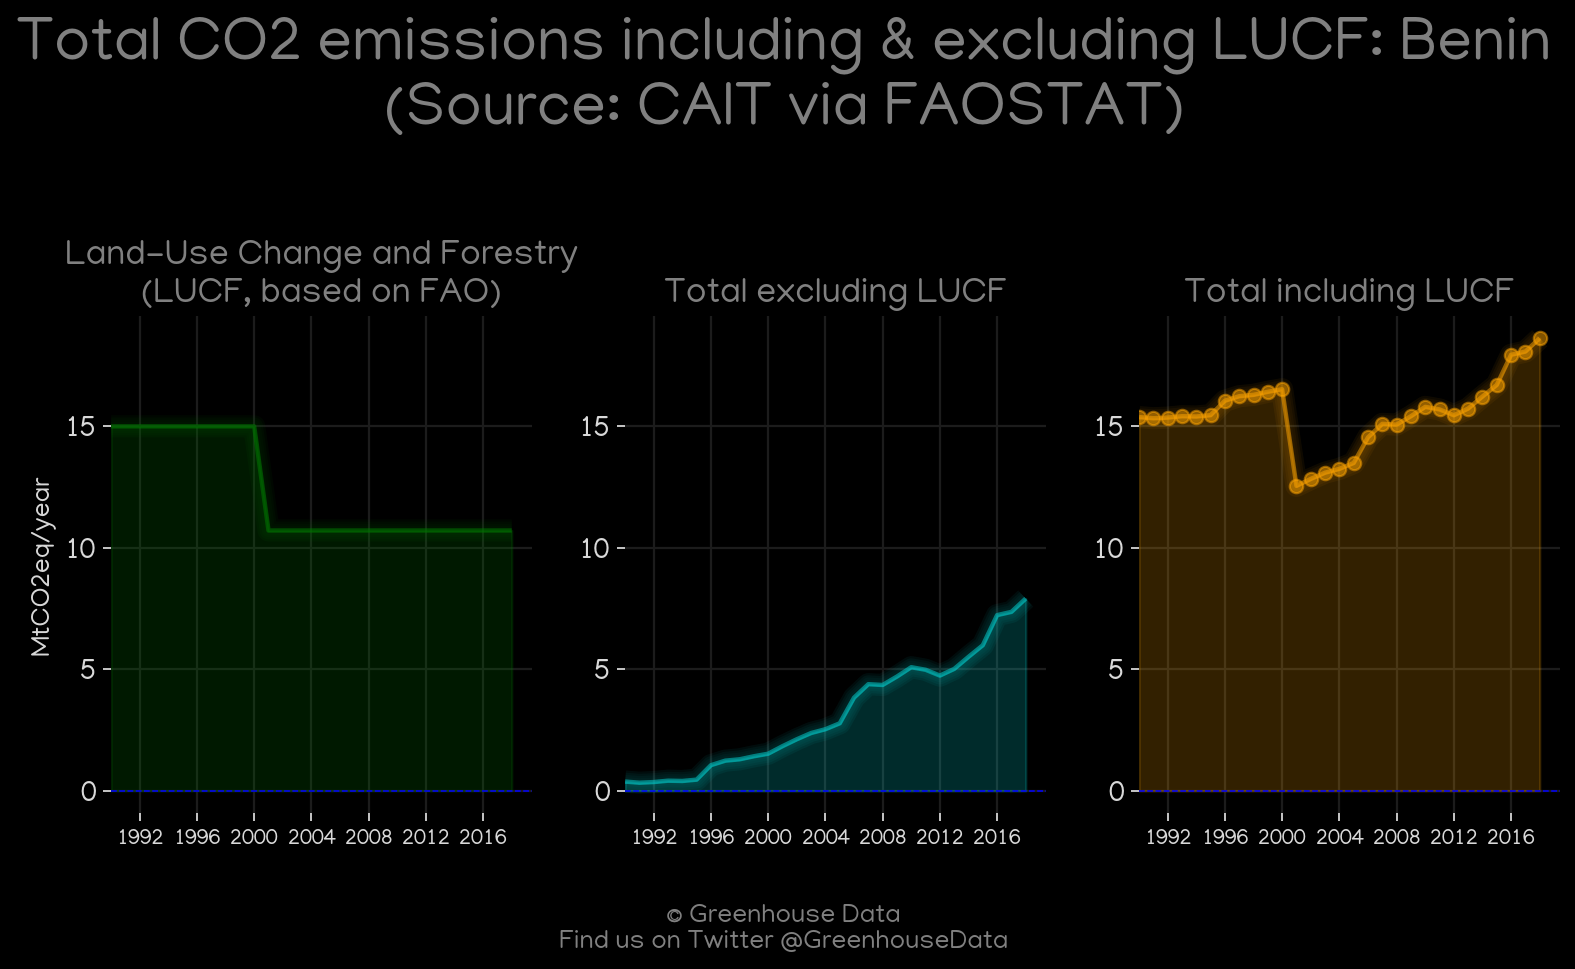 Total CO2 emissions including & excluding LUCF: Benin
(Source: CAIT via FAOSTAT)
Land-Use Change and Forestry
(LUCF, based on FAO)
Total excluding LUCF
Total including LUCF
MtCO2eq/year
15
10
5
0
1992 1996 2000 2004 2008 2012 2016
15
10
5
0
1992 1996 2000 2004 2008 2012 2016
15
10
5
0
1992 1996 2000 2004 2008 2012 2016
© Greenhouse Data
Find us on Twitter @GreenhouseData